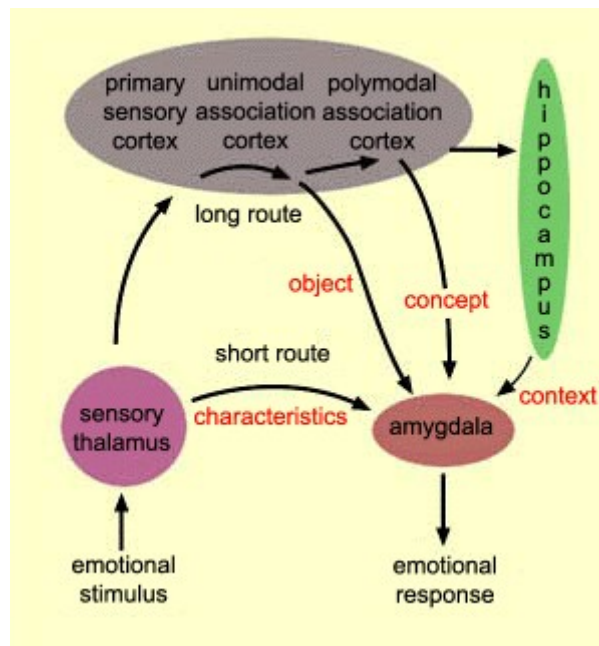 primary
sensory
cortex
unimodal
association
cortex
polymodal
association
cortex
hippocampus
long route
object
concept
short route
characteristics
context
sensory
thalamus
amygdala
emotional
stimulus
emotional
response